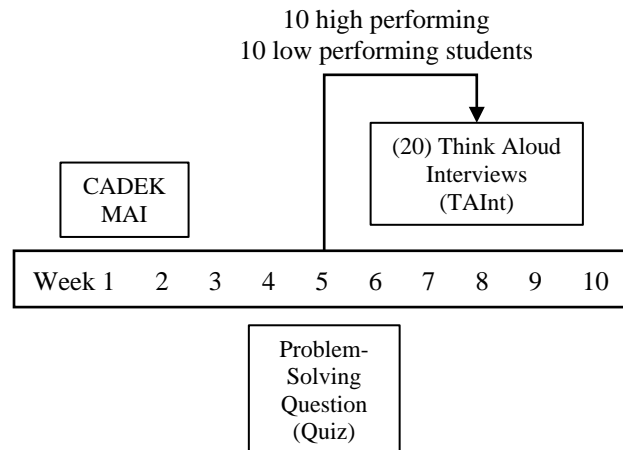 10 high performing
10 low performing students
(20) Think Aloud
Interviews
(TAInt)
CADEK
MAI
Week 1 2 3 4 5 6 7 8 9 10
Problem-
Solving
Question
(Quiz)